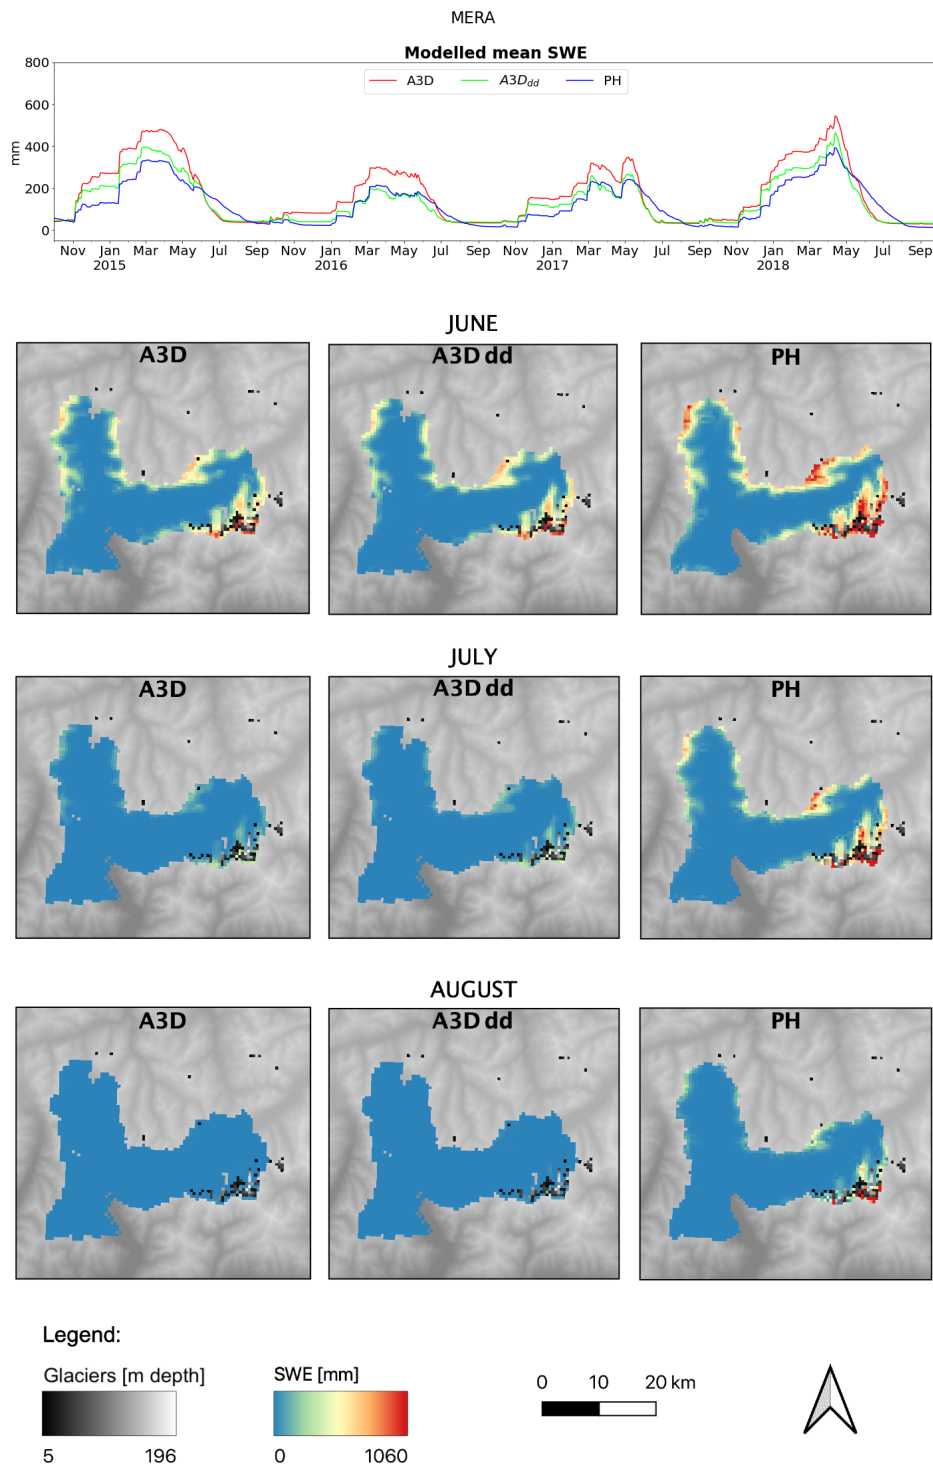 MERA
Modelled mean SWE
A3D A3Ddd PH
800
600
400
200
0
mm
Nov Jan Mar May Jul Sep Nov Jan Mar May Jul Sep Nov Jan Mar May Jul Sep Nov Jan Mar May Jul Sep
2015 2016 2017 2018
JUNE
A3D A3D dd PH
JULY
A3D A3D dd PH
AUGUST
A3D A3D dd PH
Legend:
Glaciers [m depth] SWE [mm] 0 10 20 km
5 196 0 1060